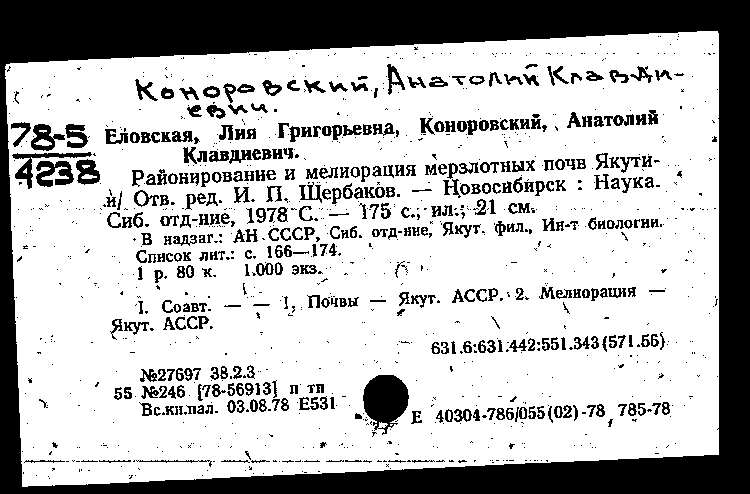 Коноровский, Анатолий Клавди-
евич.
78-5
4238
Еловская, Лия Григорьевна, Коноровский, Анатолий
Клавдиевич.
Районирование и мелиорация мерзлотных почв Якути-
и/ Отв. ред. И. П. Щербаков. — Новосибирск : Наука.
Сиб. отд-ние, 1978 С. — 175 с.; ил.; 21 см.
В надзаг.: АН СССР, Сиб. отд-ние, Якут. фил., Ин-т биологии.
Список лит.: с. 166—174.
1 р. 80 к. 1.000 экз.
I. Соавт. — — 1. Почвы — Якут. АССР. 2. Мелиорация —
Якут. АССР.
631.6:631.442:551.343(571.56)
№27697 38.2.3
55 №246 [78-56913] п тп
Вс.кн.пал. 03.08.78 Е531
Е 40304-786/055(02)-78 785-78